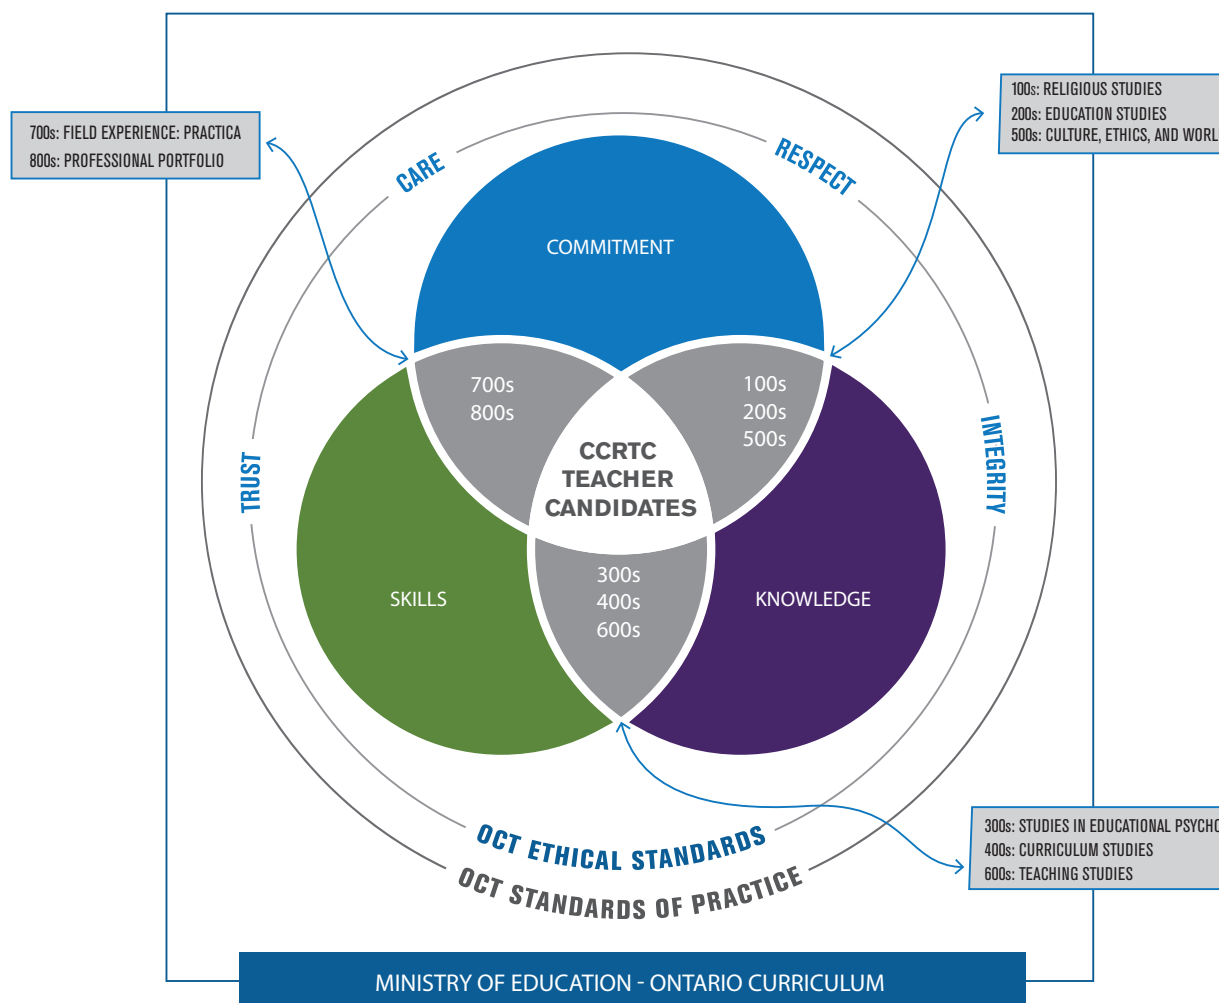 100s: RELIGIOUS STUDIES
200s: EDUCATION STUDIES
500s: CULTURE, ETHICS, AND
700s: FIELD EXPERIENCE: PRACTICA
800s: PROFESSIONAL PORTFOLIO
CARE
RESPECT
COMMITMENT
700s
800s
100s
200s
500s
CCRTC
TEACHER
CANDIDATES
TRUST
INTEGRITY
300s
400s
600s
SKILLS
KNOWLEDGE
300s: STUDIES IN EDUCATIONAL
400s: CURRICULUM STUDIES
600s: TEACHING STUDIES
OCT ETHICAL STANDARDS
OCT STANDARDS OF PRACTICE
MINISTRY OF EDUCATION - ONTARIO CURRICULUM